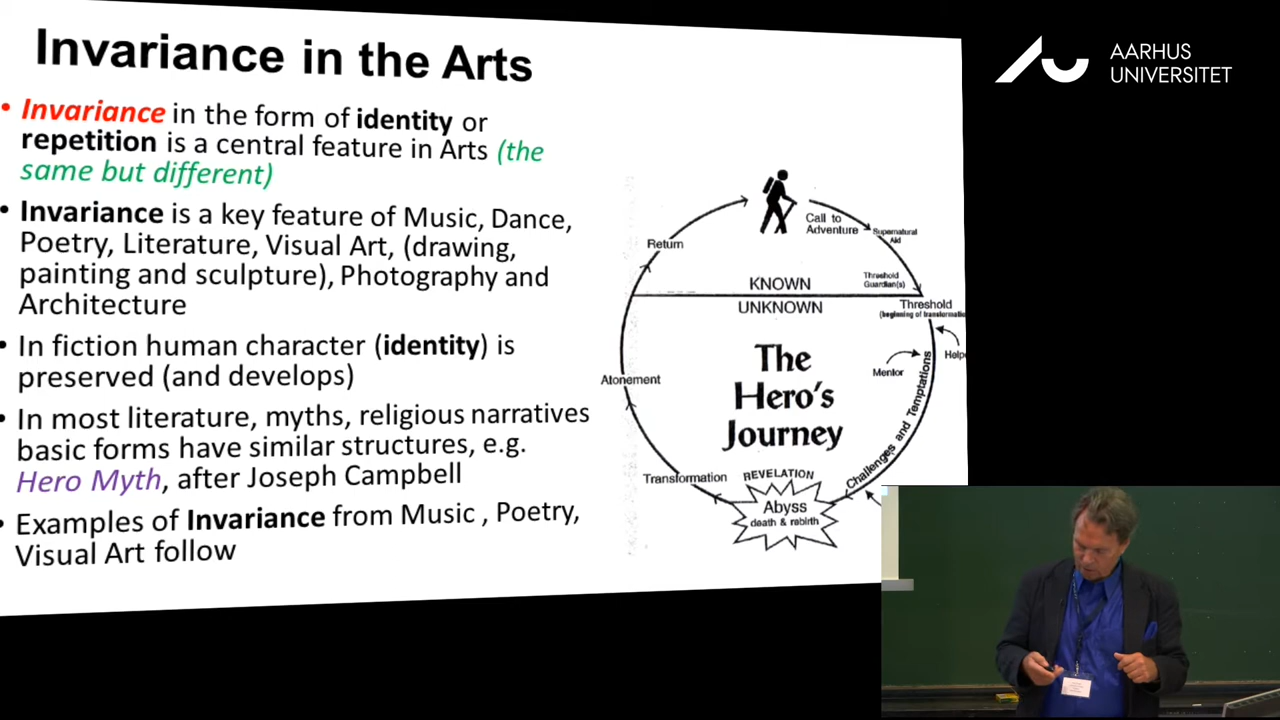 Invariance in the Arts
• Invariance in the form of identity or
repetition is a central feature in Arts (the
same but different)
• Invariance is a key feature of Music, Dance,
Poetry, Literature, Visual Art, (drawing,
painting and sculpture), Photography and
Architecture
• In fiction human character (identity) is
preserved (and develops)
• In most literature, myths, religious narratives
basic forms have similar structures, e.g.
Hero Myth, after Joseph Campbell
• Examples of Invariance from Music , Poetry,
Visual Art follow
Call to
Adventure
Supernatural
Aid
Return
Threshold
Guardian(s)
KNOWN
UNKNOWN
Threshold
(beginning of transformation
Help
Mentor
The
Hero's
Journey
Challenges and Temptations
Atonement
Transformation
REVELATION
Abyss
death & rebirth
AARHUS
UNIVERSITET